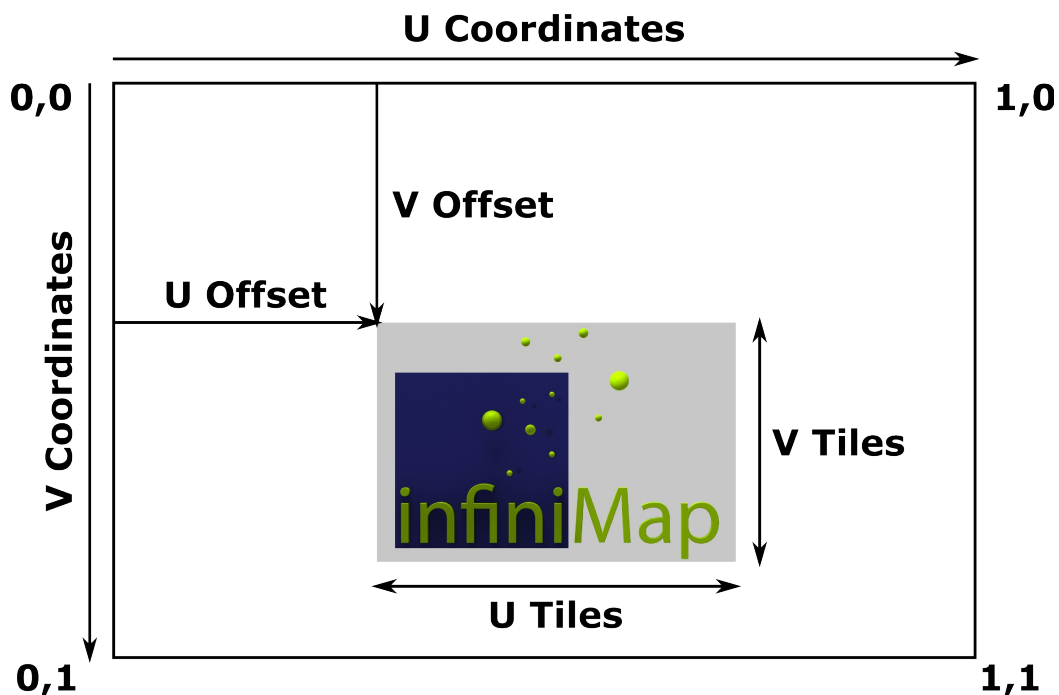 U Coordinates
0,0
1,0
V Offset
U Offset
V Coordinates
V Tiles
infiniMap
U Tiles
0,1
1,1